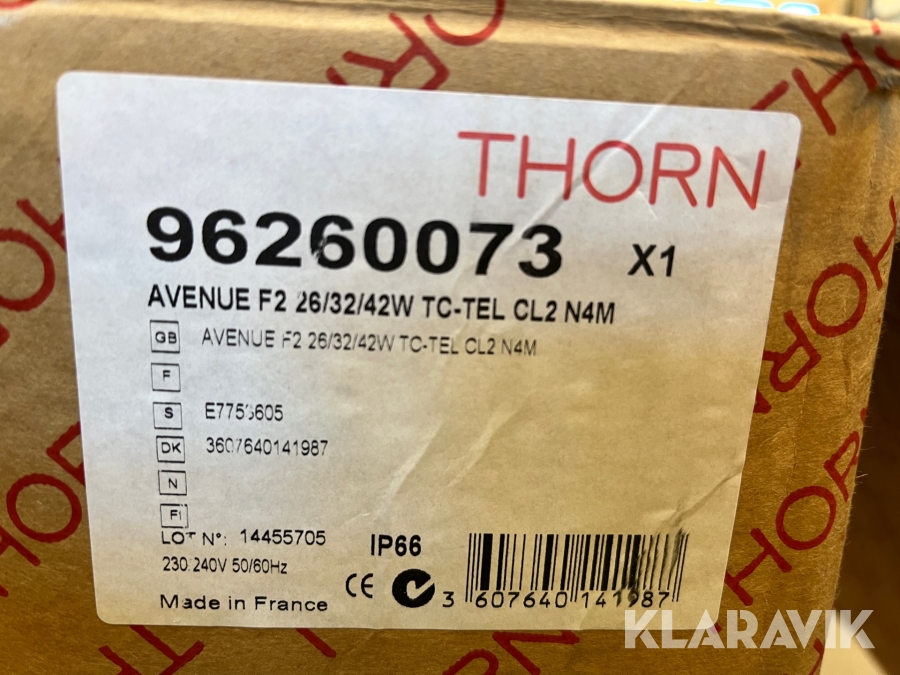 THORN
96260073 X1
AVENUE F2 26/32/42W TC-TEL CL2 N4M
GB AVENUE F2 26/32/42W TC-TEL CL2 N4M
F
S
DK 3607640141987
N
FI
LOT N°: 14455705
230/240V 50/60Hz
IP66
CE
Made in France
3 607640 141987
KLARAVIK